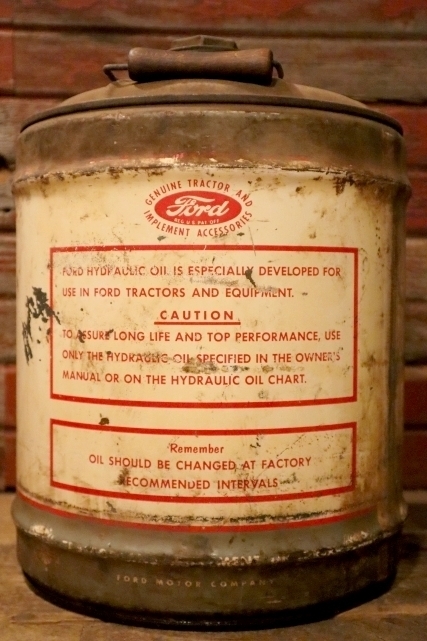 GENUINE TRACTOR AND
Ford
REG. U.S. PAT. OFF.
IMPLEMENT ACCESSORIES
FORD HYDRAULIC OIL IS ESPECIALLY DEVELOPED FOR
USE IN FORD TRACTORS AND EQUIPMENT.
CAUTION
TO ASSURE LONG LIFE AND TOP PERFORMANCE, USE
ONLY THE HYDRAULIC OIL SPECIFIED IN THE OWNER'S
MANUAL OR ON THE HYDRAULIC OIL CHART.
Remember
OIL SHOULD BE CHANGED AT FACTORY
RECOMMENDED INTERVALS
FORD MOTOR COMPANY